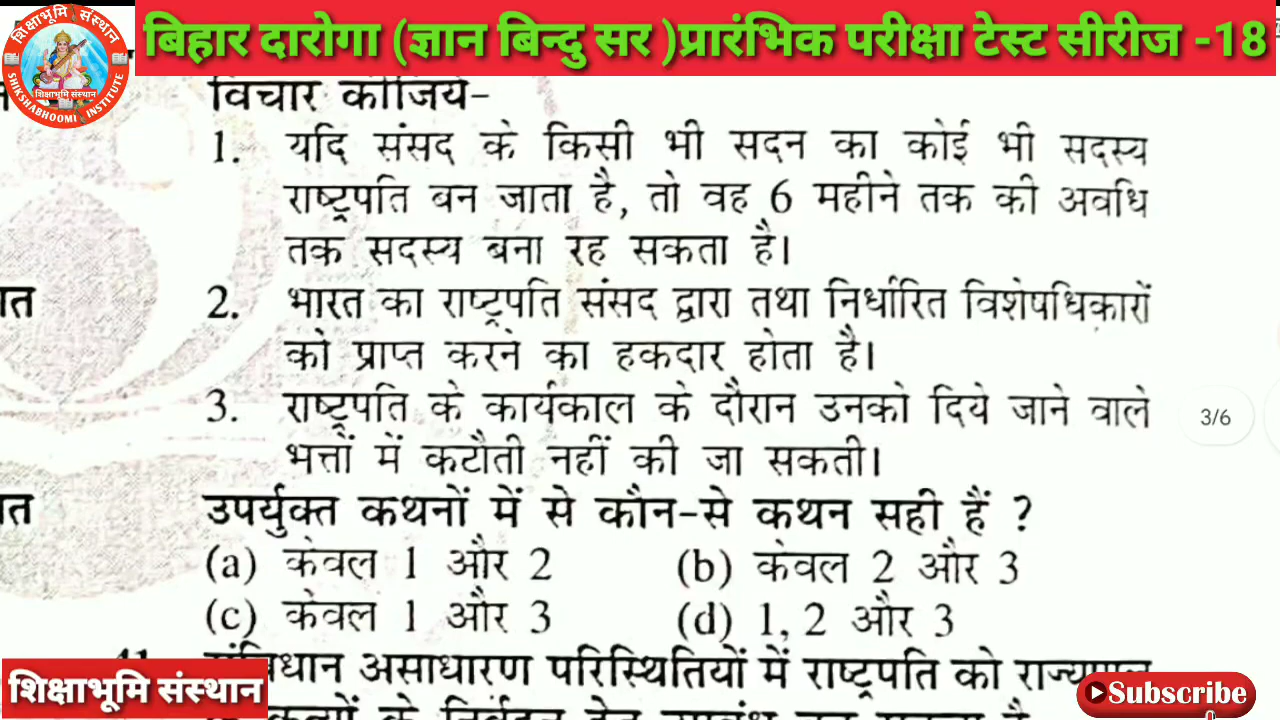 बिहार दारोगा (ज्ञान बिन्दु सर )प्रारंभिक परीक्षा टेस्ट सीरीज -18
शिक्षाभूमि संस्थान
शिक्षाभूमि संस्थान
SHIKSHABHOOMI INSTITUTE
विचार कीजिये-
1. यदि संसद के किसी भी सदन का कोई भी सदस्य
राष्ट्रपति बन जाता है, तो वह 6 महीने तक की अवधि
तक सदस्य बना रह सकता है।
2. भारत का राष्ट्रपति संसद द्वारा तथा निर्धारित विशेषधिकारों
को प्राप्त करने का हकदार होता है।
3. राष्ट्रपति के कार्यकाल के दौरान उनको दिये जाने वाले
भत्तों में कटौती नहीं की जा सकती।
3/6
उपर्युक्त कथनों में से कौन-से कथन सही हैं ?
(a) केवल 1 और 2 (b) केवल 2 और 3
(c) केवल 1 और 3 (d) 1, 2 और 3
असाधारण परिस्थितियों में राष्ट्रपति को
शिक्षाभूमि संस्थान
Subscribe